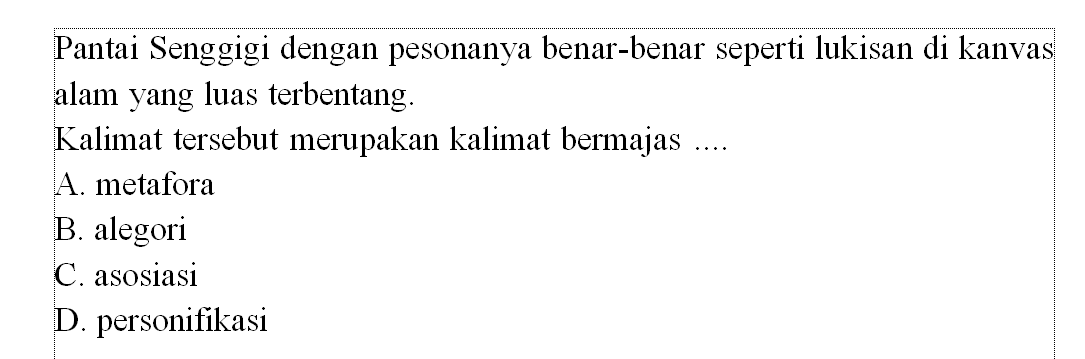 Pantai Senggigi dengan pesonanya benar-benar seperti lukisan di kanvas
alam yang luas terbentang.
Kalimat tersebut merupakan kalimat bermajas ....
A. metafora
B. alegori
C. asosiasi
D. personifikasi